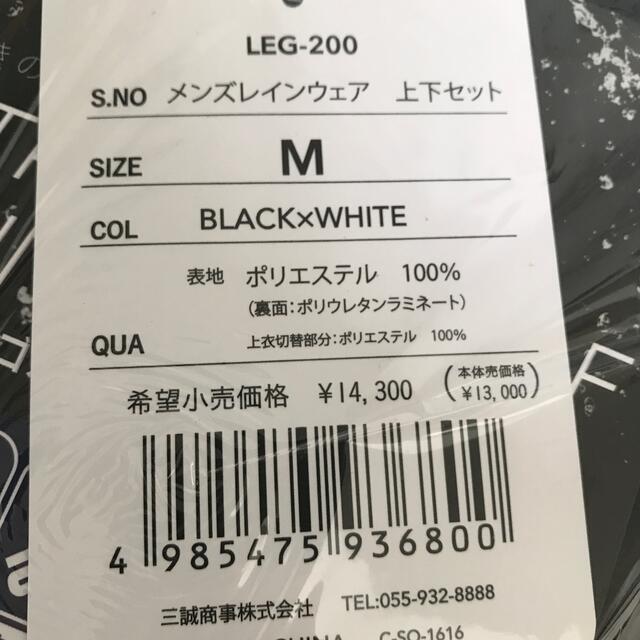 LEG-200
S.NO メンズレインウェア 上下セット
SIZE M
COL BLACK×WHITE
表地 ポリエステル 100%
(裏面:ポリウレタンラミネート)
QUA 上衣切替部分:ポリエステル 100%
希望小売価格 ¥14,300 (本体売価格 ¥13,000)
4 985475 936800
三誠商事株式会社 TEL:055-932-8888
CHINA C-SO-1616